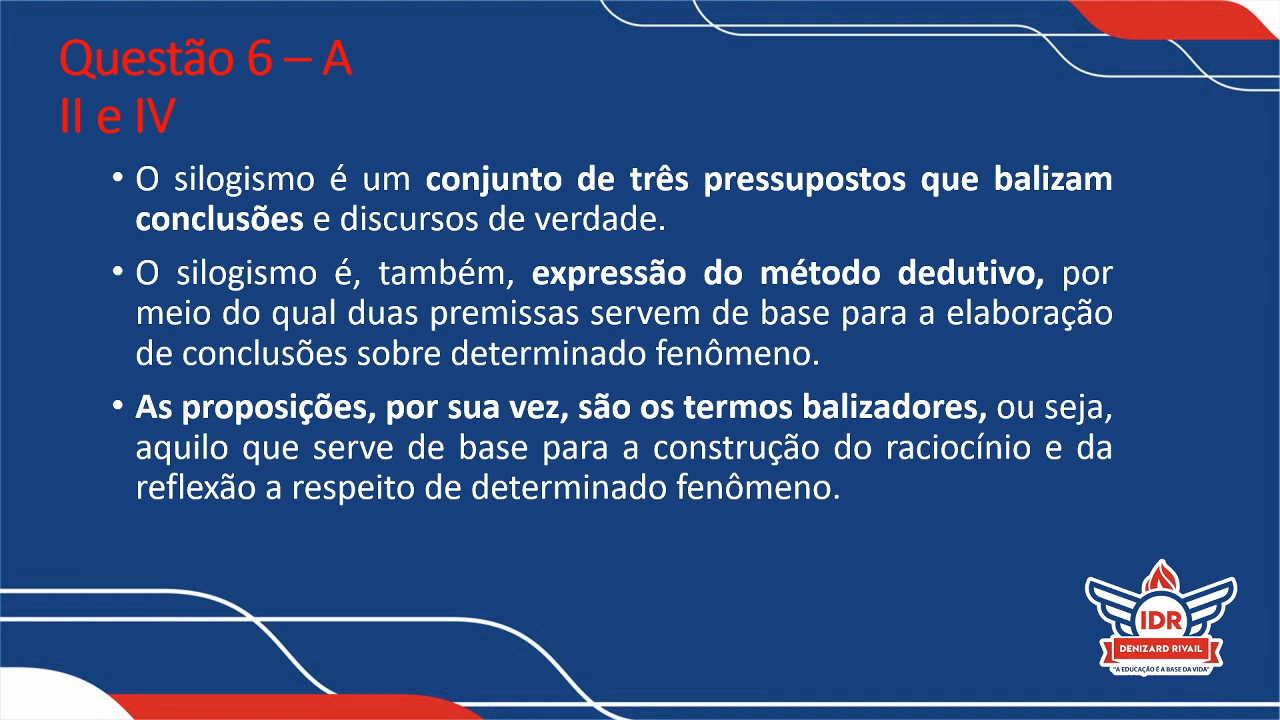 Questão 6 – A
II e IV
• O silogismo é um conjunto de três pressupostos que balizam
conclusões e discursos de verdade.
• O silogismo é, também, expressão do método dedutivo, por
meio do qual duas premissas servem de base para a elaboração
de conclusões sobre determinado fenômeno.
• As proposições, por sua vez, são os termos balizadores, ou seja,
aquilo que serve de base para a construção do raciocínio e da
reflexão a respeito de determinado fenômeno.
IDR
DENIZARD RIVAIL
"A EDUCAÇÃO É A BASE DA VIDA"